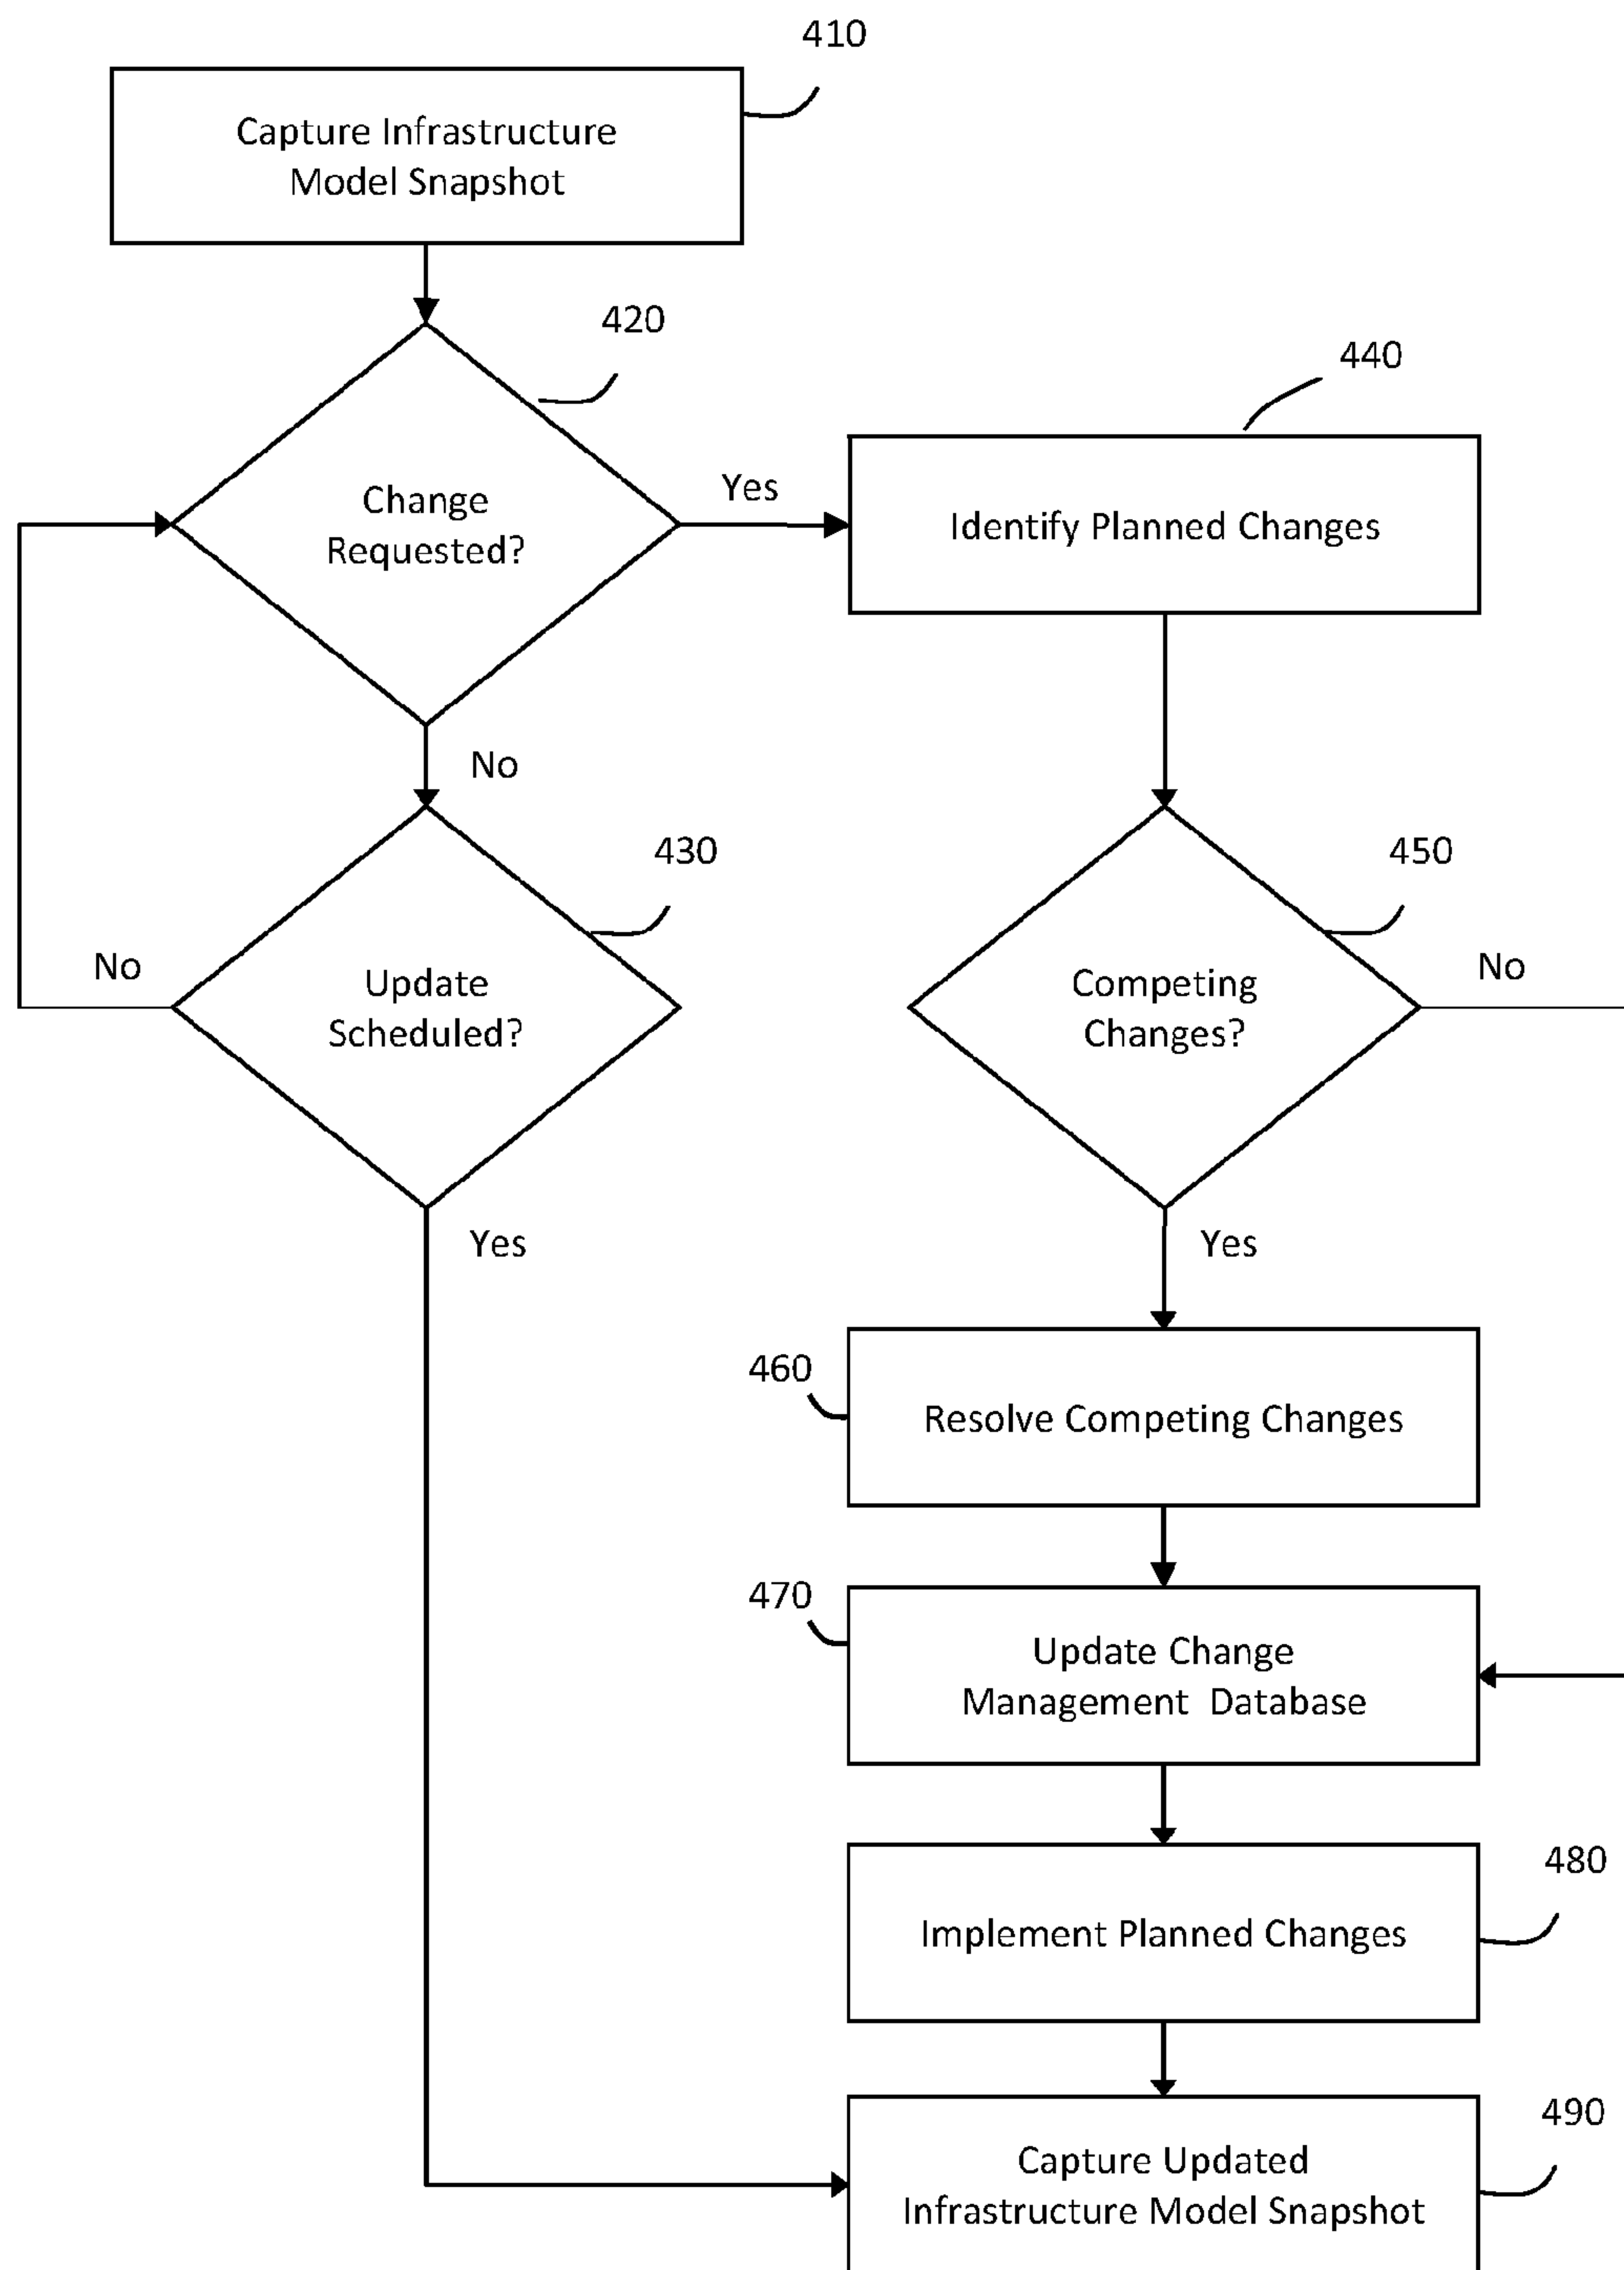 410
Capture Infrastructure
Model Snapshot
420
440
Change
Requested?
Yes
Identify Planned Changes
No
430
450
No
Update
Scheduled?
Competing
Changes?
No
Yes
Yes
460
Resolve Competing Changes
470
Update Change
Management Database
480
Implement Planned Changes
490
Capture Updated
Infrastructure Model Snapshot